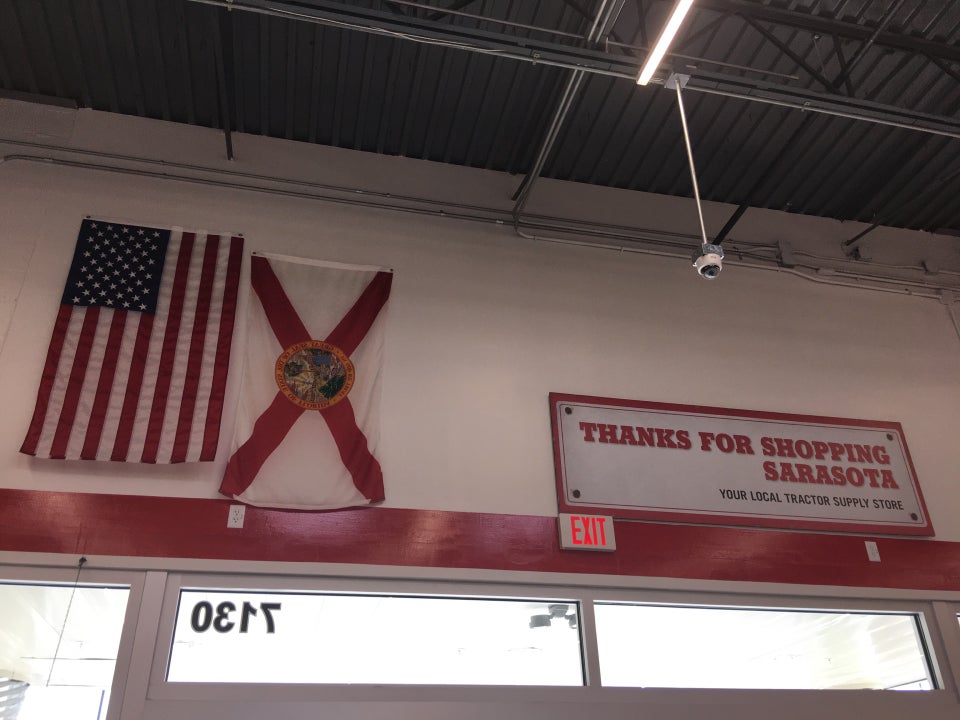 THANKS FOR SHOPPING
SARASOTA
YOUR LOCAL TRACTOR SUPPLY STORE
EXIT
7130